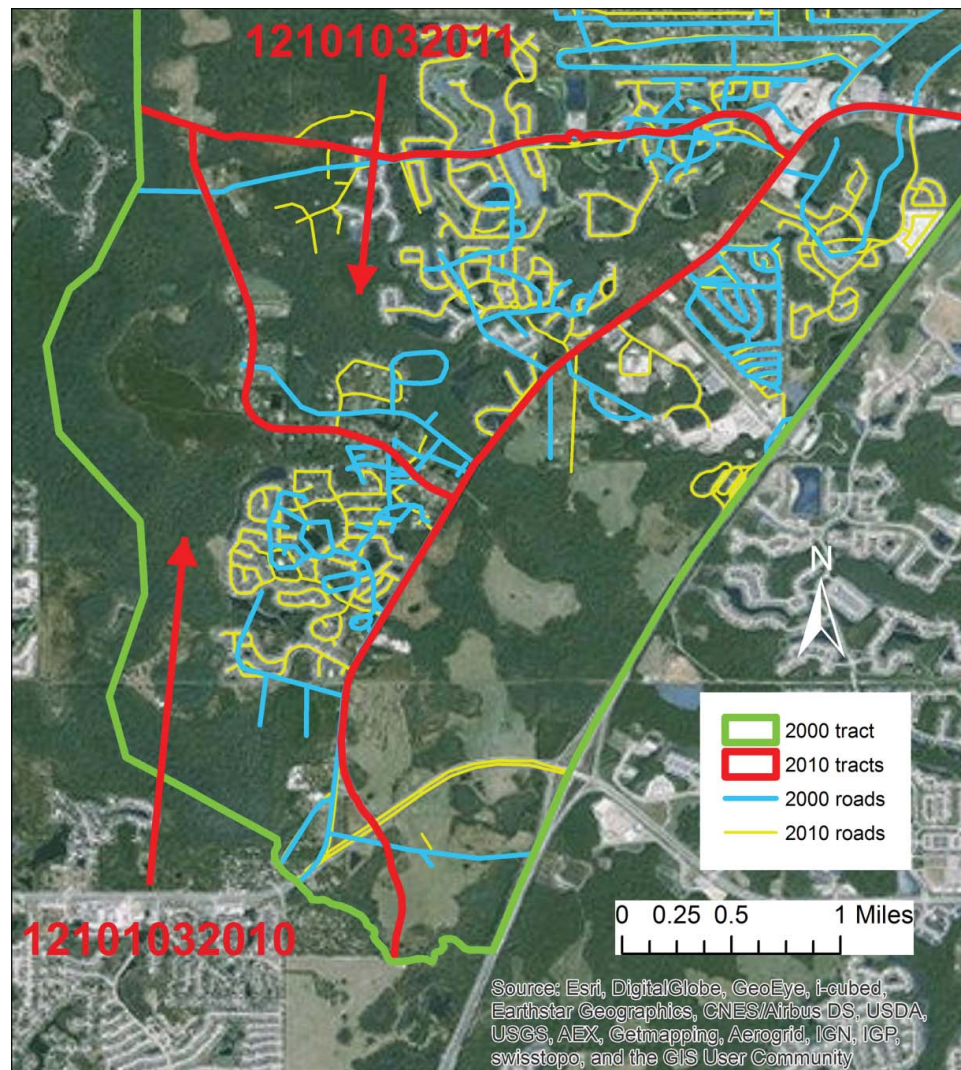 12101032011
N
2000 tract
2010 tracts
2000 roads
2010 roads
0 0.25 0.5 1 Miles
12101032010
Source: Esri, DigitalGlobe, GeoEye, i-cubed,
Earthstar Geographics, CNES/Airbus DS, USDA,
USGS, AEX, Getmapping, Aerogrid, IGN, IGP,
swisstopo, and the GIS User Community